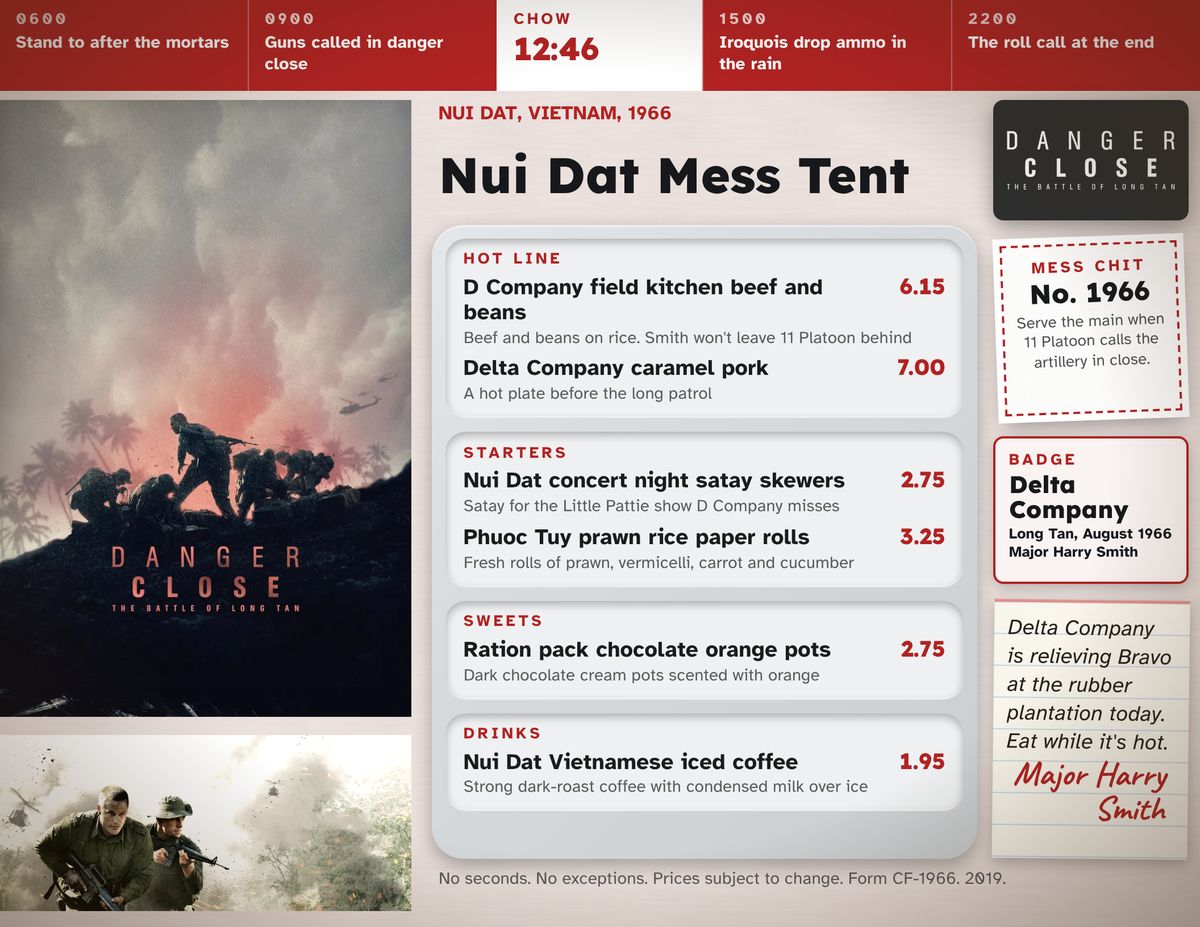 0600
Stand to after the mortars
0900
Guns called in danger
close
CHOW
12:46
1500
Iroquois drop ammo in
the rain
2200
The roll call at the end
DANGER
CLOSE
THE BATTLE OF LONG TAN
NUI DAT, VIETNAM, 1966
Nui Dat Mess Tent
HOT LINE
D Company field kitchen beef and
beans
6.15
Beef and beans on rice. Smith won't leave 11 Platoon behind
Delta Company caramel pork
7.00
A hot plate before the long patrol
STARTERS
Nui Dat concert night satay skewers
2.75
Satay for the Little Pattie show D Company misses
Phuoc Tuy prawn rice paper rolls
3.25
Fresh rolls of prawn, vermicelli, carrot and cucumber
SWEETS
Ration pack chocolate orange pots
2.75
Dark chocolate cream pots scented with orange
DRINKS
Nui Dat Vietnamese iced coffee
1.95
Strong dark-roast coffee with condensed milk over ice
No seconds. No exceptions. Prices subject to change. Form CF-1966. 2019.
DANGER
CLOSE
THE BATTLE OF LONG TAN
MESS CHIT
No. 1966
Serve the main when
11 Platoon calls the
artillery in close.
BADGE
Delta
Company
Long Tan, August 1966
Major Harry Smith
Delta Company
is relieving Bravo
at the rubber
plantation today.
Eat while it's hot.
Major Harry
Smith